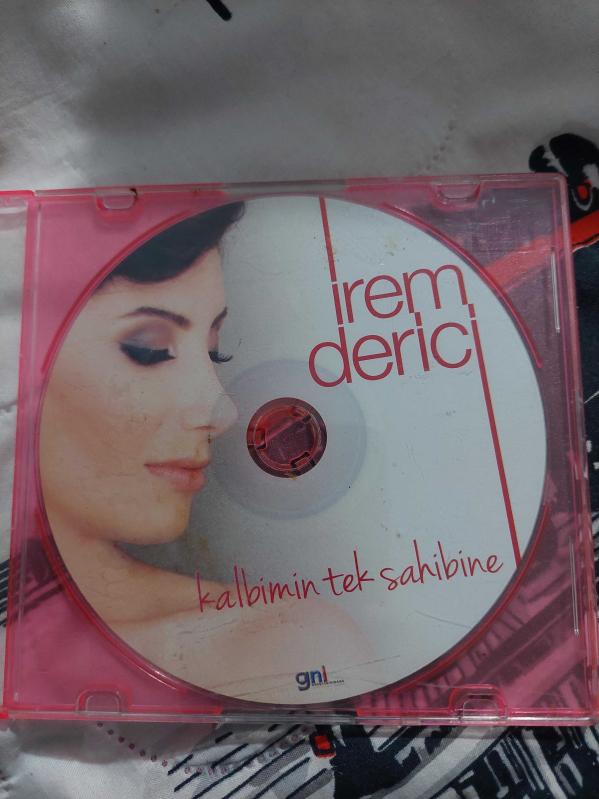 irem
derici
kalbimin tek sahibine
gnl